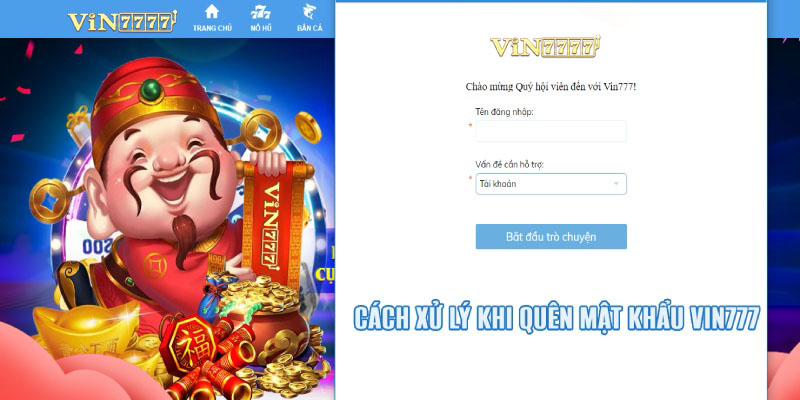 ViN7777
TRANG CHỦ
NỔ HŨ
BẮN CÁ
ViN7777
Chào mừng Quý hội viên đến với Vin777!
Tên đăng nhập:
*
Vấn đề cần hỗ trợ:
*
Tài khoản
Bắt đầu trò chuyện
ViN777
002
福
CÁCH XỬ LÝ KHI QUÊN MẬT KHẨU VIN777